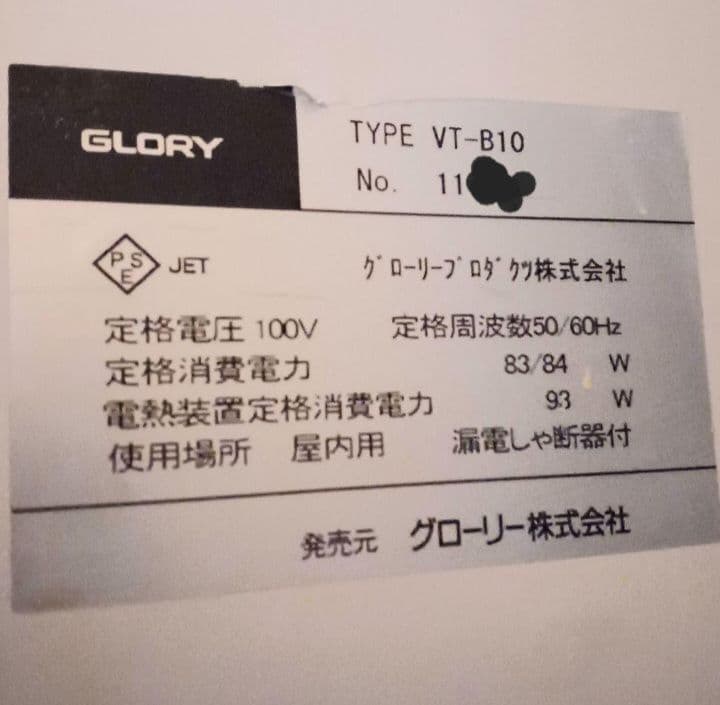 GLORY
TYPE VT-B10
No. 11
PSE JET
グローリープロダクツ株式会社
定格電圧 100V 定格周波数50/60Hz
定格消費電力 83/84 W
電熱装置定格消費電力 93 W
使用場所 屋内用 漏電しゃ断器付
発売元 グローリー株式会社